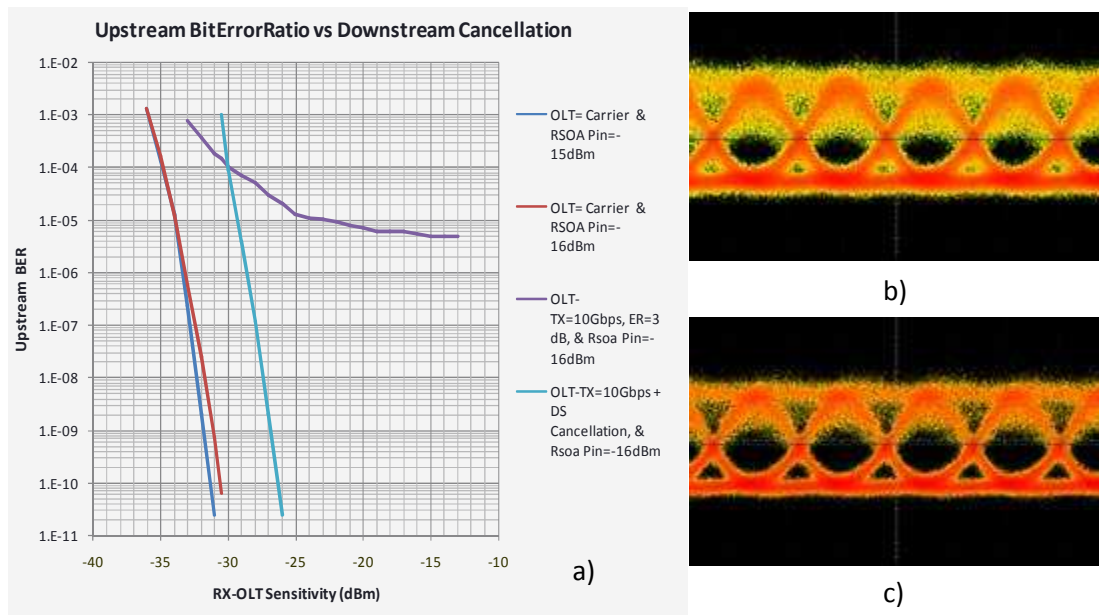 Upstream BitErrorRatio vs Downstream Cancellation
1.E-02
1.E-03
1.E-04
1.E-05
1.E-06
1.E-07
1.E-08
1.E-09
1.E-10
1.E-11
Upstream BER
-40
-35
-30
-25
-20
-15
-10
RX-OLT Sensitivity (dBm)
OLT= Carrier &
RSOA Pin=-
15dBm
OLT= Carrier &
RSOA Pin=-
16dBm
OLT-
TX=10Gbps, ER=3
dB, & Rsoa Pin=-
16dBm
OLT-TX=10Gbps +
DS
Cancellation, &
Rsoa Pin=-16dBm
a)
b)
c)